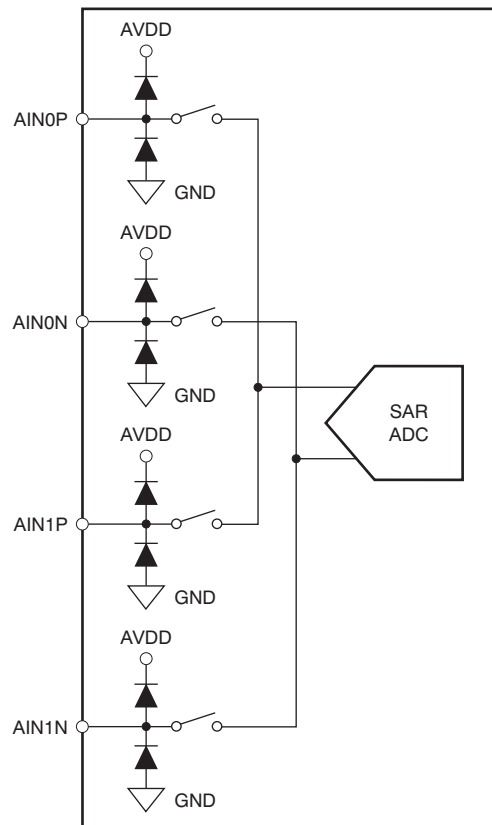 AVDD
AIN0P
GND
AVDD
AIN0N
GND
SAR
ADC
AVDD
AIN1P
GND
AVDD
AIN1N
GND